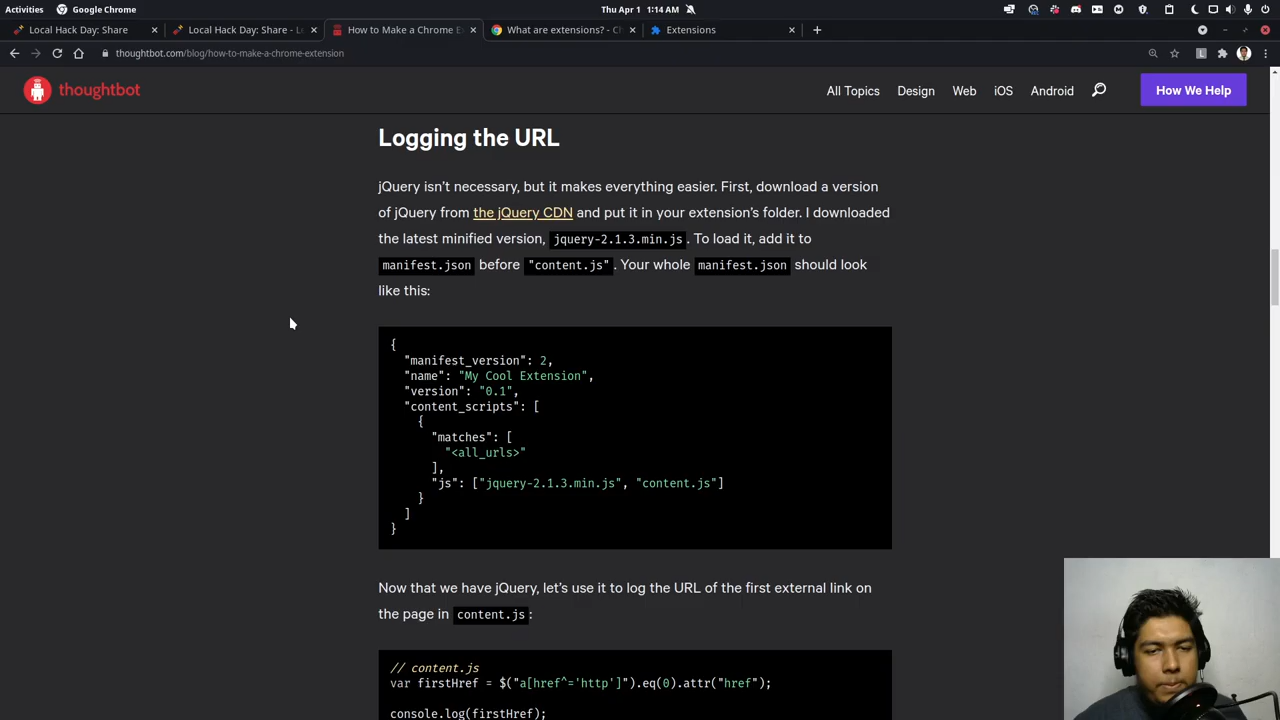 Activities
Google Chrome
Thu Apr 1 1:14 AM
Local Hack Day: Share
Local Hack Day: Share - L
How to Make a Chrome E
What are extensions? - C
Extensions
thoughtbot.com/blog/how-to-make-a-chrome-extension
thoughtbot
All Topics
Design
Web
iOS
Android
How We Help
Logging the URL
jQuery isn’t necessary, but it makes everything easier. First, download a version
of jQuery from the jQuery CDN and put it in your extension’s folder. I downloaded
the latest minified version, jquery-2.1.3.min.js. To load it, add it to
manifest.json before "content.js". Your whole manifest.json should look
like this:
{
"manifest_version": 2,
"name": "My Cool Extension",
"version": "0.1",
"content_scripts": [
{
"matches": [
"<all_urls>"
],
"js": ["jquery-2.1.3.min.js", "content.js"]
}
]
}
Now that we have jQuery, let’s use it to log the URL of the first external link on
the page in content.js:
// content.js
var firstHref = $("a[href^='http']").eq(0).attr("href");
console.log(firstHref);